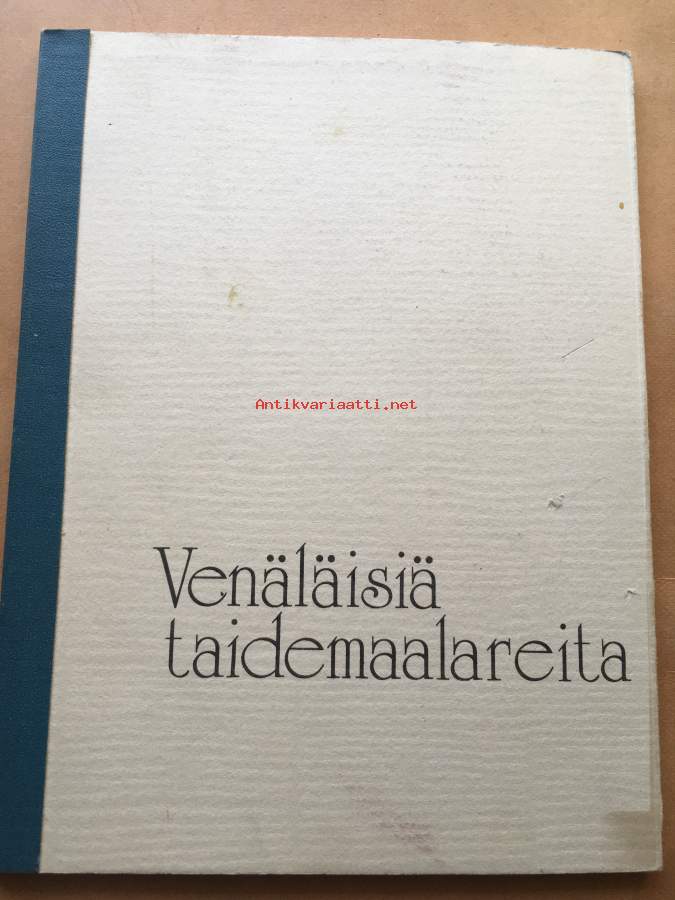 Antikvariaatti.net
Venäläisiä
taidemaalareita